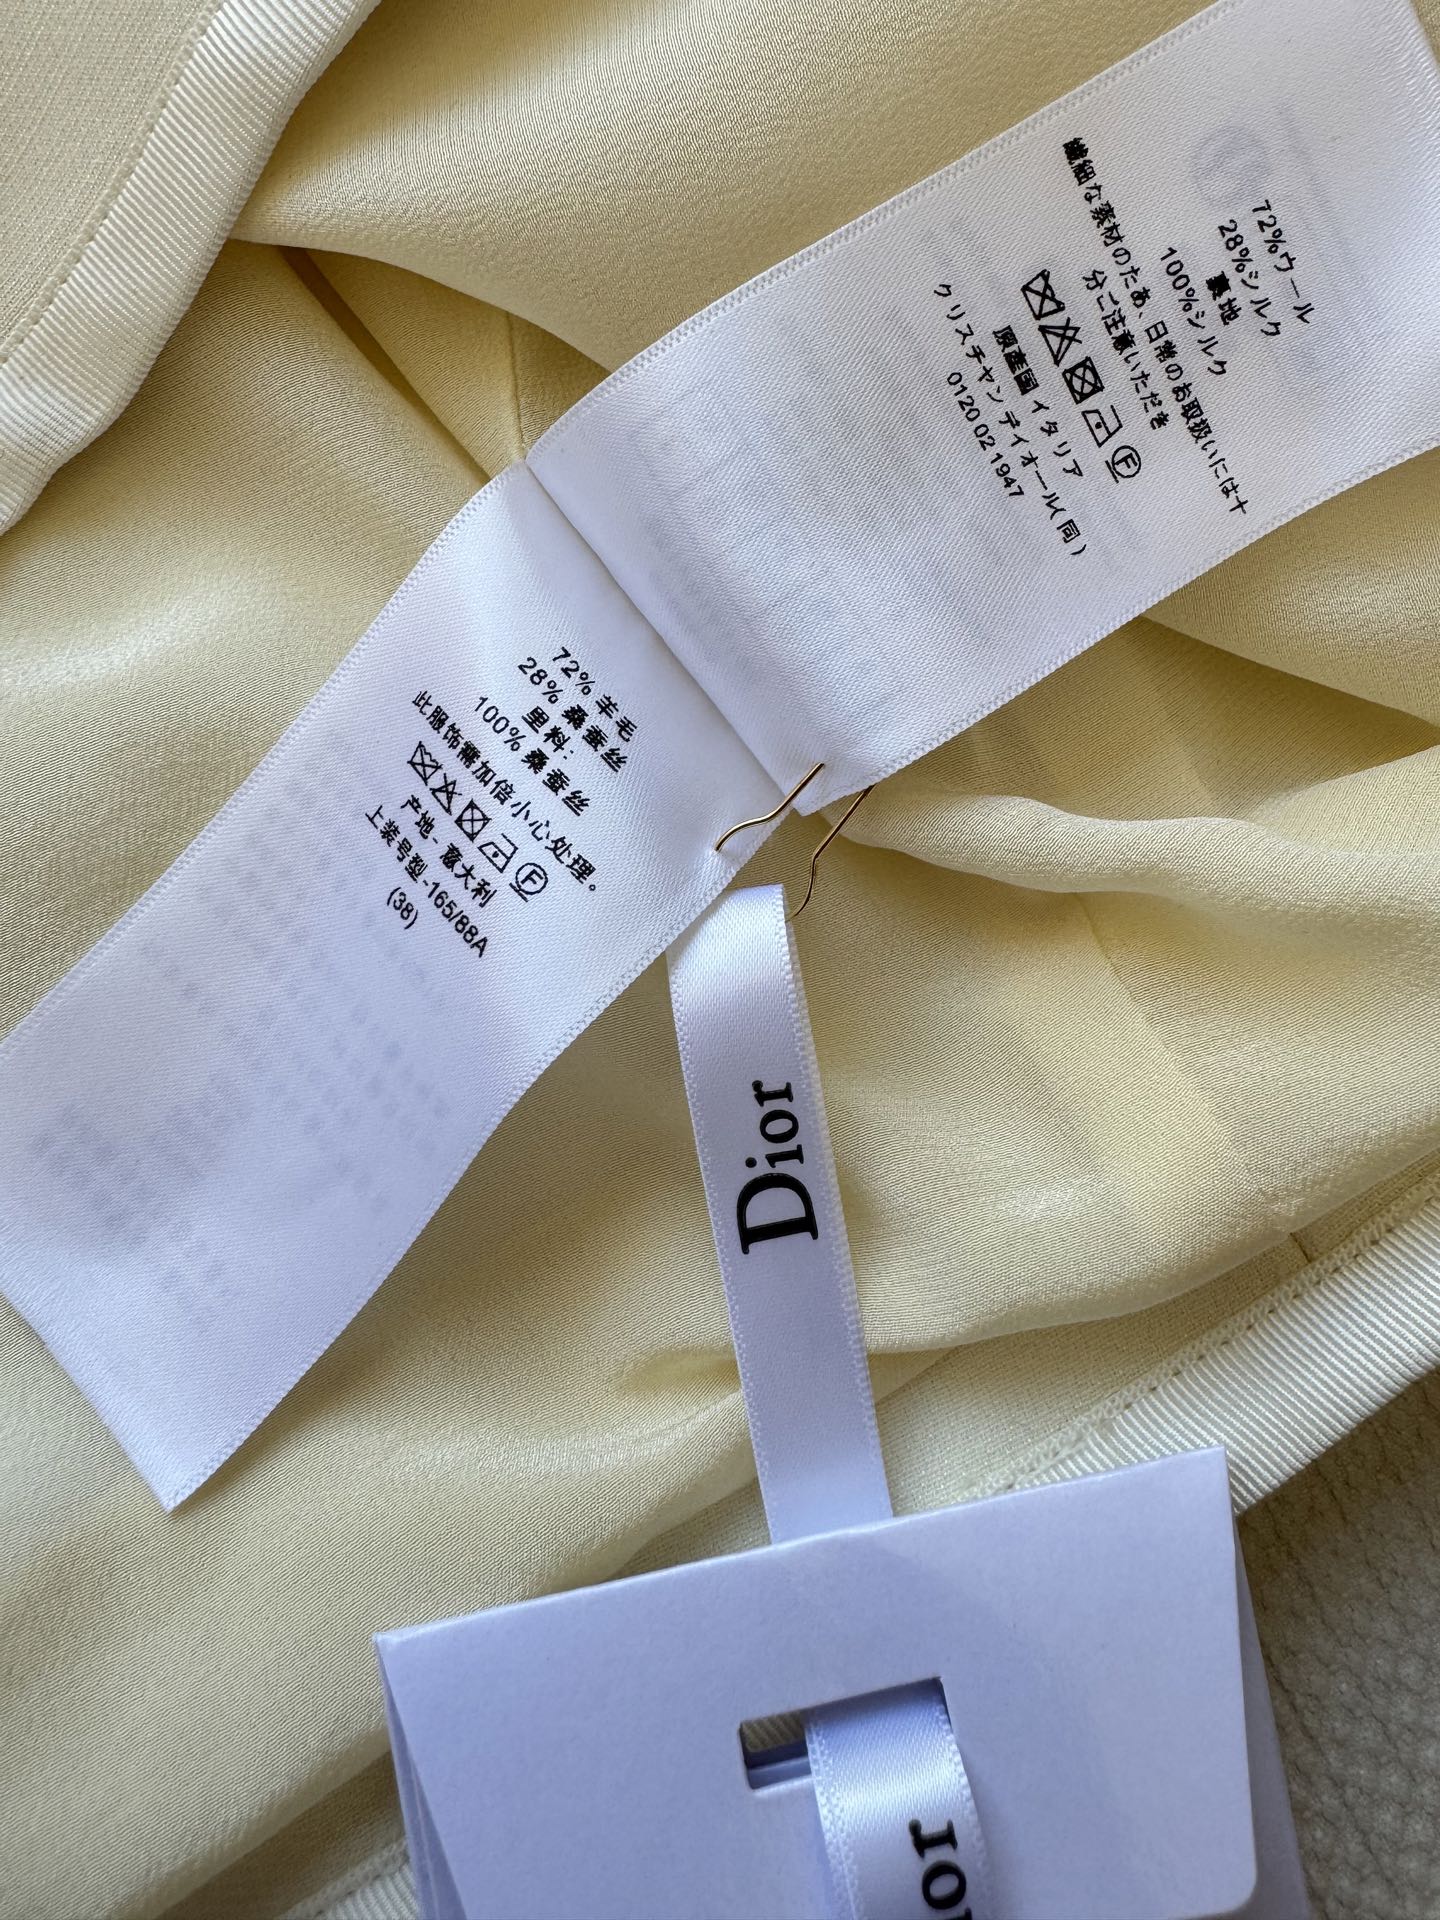 72%ウール
28%シルク
裏地
100%シルク
繊細な素材のたあ、日常のお取扱いには十
分ご注意いただき
原産国 イタリア
クリスチャン ディオール(同)
0120 02 1947
72% 羊毛
28% 桑蚕丝
里料:
100% 桑蚕丝
此服饰需加倍小心处理。
F
产地- 意大利
上装号型 -165/88A
(38)
F
Dior